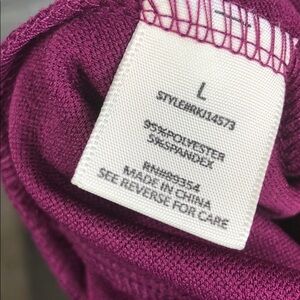 L
STYLE#RKJ14573
95%POLYESTER
5%SPANDEX
RN#89354
MADE IN CHINA
SEE REVERSE FOR CARE